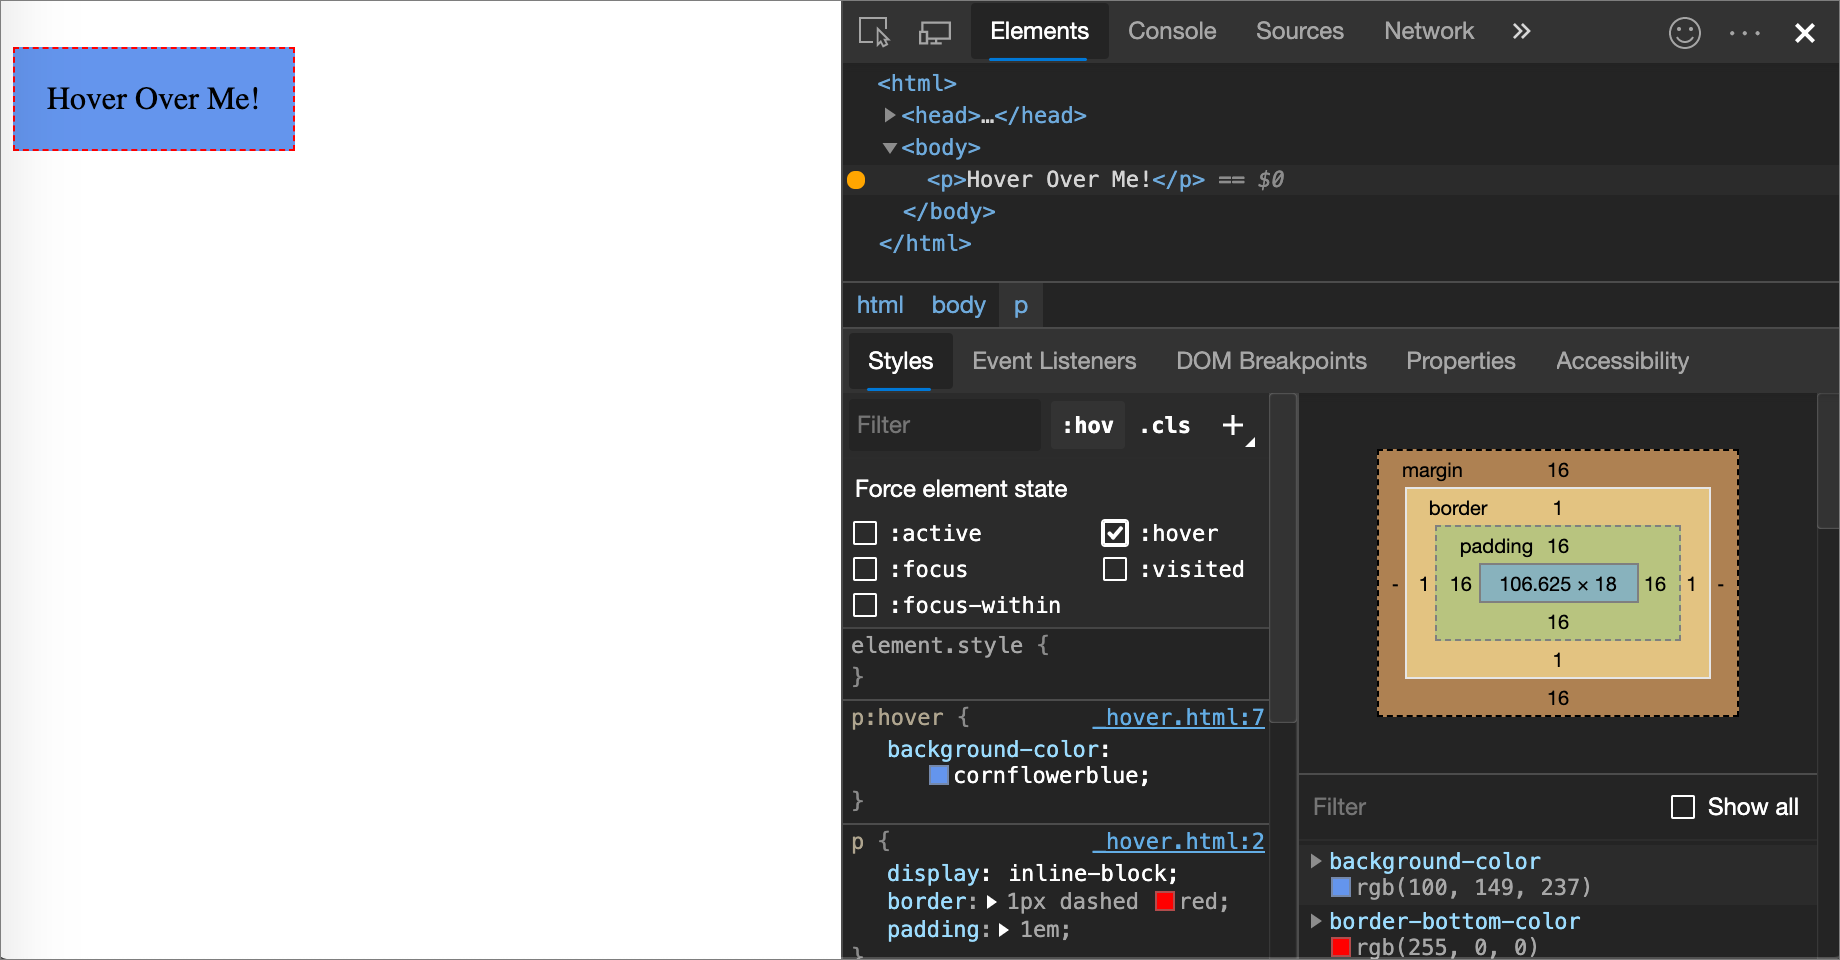 Hover Over Me!
Elements Console Sources Network
<html>
<head>…</head>
<body>
<p>Hover Over Me!</p> == $0
</body>
</html>
html body p
Styles Event Listeners DOM Breakpoints Properties Accessibility
Filter :hov .cls +
Force element state
:active :hover
:focus :visited
:focus-within
element.style {
}
p:hover { _hover.html:7
background-color:
cornflowerblue;
}
p { _hover.html:2
display: inline-block;
border: 1px dashed red;
padding: 1em;
}
margin 16
border 1
padding 16
- 1 16 106.625 × 18 16 1 -
16
1
16
Filter Show all
background-color
rgb(100, 149, 237)
border-bottom-color
rgb(255, 0, 0)